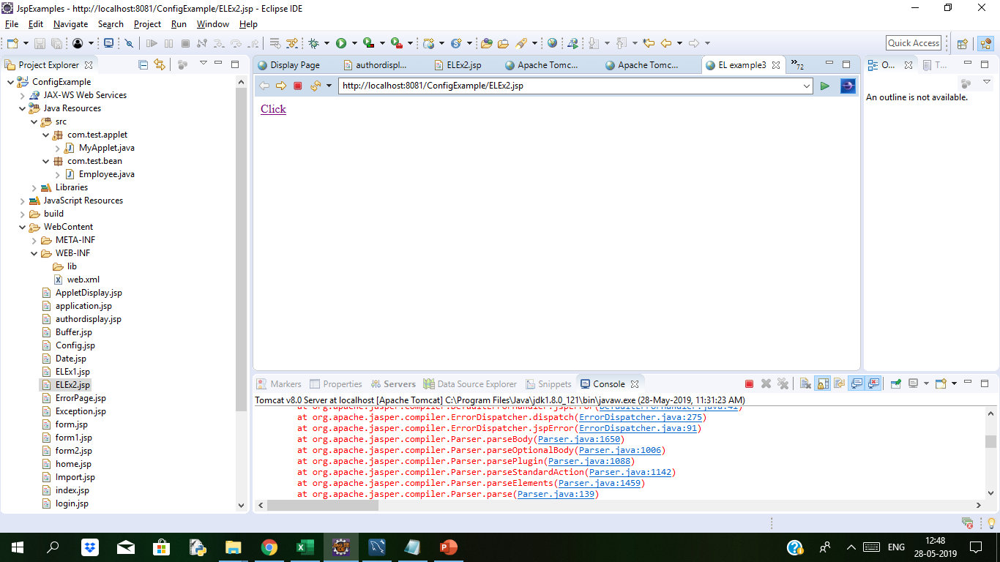 JspExamples - http://localhost:8081/ConfigExample/ELEx2.jsp - Eclipse IDE
File Edit Navigate Search Project Run Window Help
Quick Access
Project Explorer
ConfigExample
JAX-WS Web Services
Java Resources
src
com.test.applet
MyApplet.java
com.test.bean
Employee.java
Libraries
JavaScript Resources
build
WebContent
META-INF
WEB-INF
lib
web.xml
AppletDisplay.jsp
application.jsp
authordisplay.jsp
Buffer.jsp
Config.jsp
Date.jsp
ELEx1.jsp
ELEx2.jsp
ErrorPage.jsp
Exception.jsp
form.jsp
form1.jsp
form2.jsp
home.jsp
Import.jsp
index.jsp
login.jsp
Display Page authordispl... ELEx2.jsp Apache Tomc... Apache Tomc... EL example3 »72
http://localhost:8081/ConfigExample/ELEx2.jsp
Click
O... T...
An outline is not available.
Markers Properties Servers Data Source Explorer Snippets Console
Tomcat v8.0 Server at localhost [Apache Tomcat] C:\Program Files\Java\jdk1.8.0_121\bin\javaw.exe (28-May-2019, 11:31:23 AM)
at org.apache.jasper.compiler.DefaultErrorHandler.jspError(DefaultErrorHandler.java:41)
at org.apache.jasper.compiler.ErrorDispatcher.dispatch(ErrorDispatcher.java:275)
at org.apache.jasper.compiler.ErrorDispatcher.jspError(ErrorDispatcher.java:91)
at org.apache.jasper.compiler.Parser.parseBody(Parser.java:1650)
at org.apache.jasper.compiler.Parser.parseOptionalBody(Parser.java:1006)
at org.apache.jasper.compiler.Parser.parsePlugin(Parser.java:1088)
at org.apache.jasper.compiler.Parser.parseStandardAction(Parser.java:1142)
at org.apache.jasper.compiler.Parser.parseElements(Parser.java:1459)
at org.apache.jasper.compiler.Parser.parse(Parser.java:139)
ENG
12:48
28-05-2019